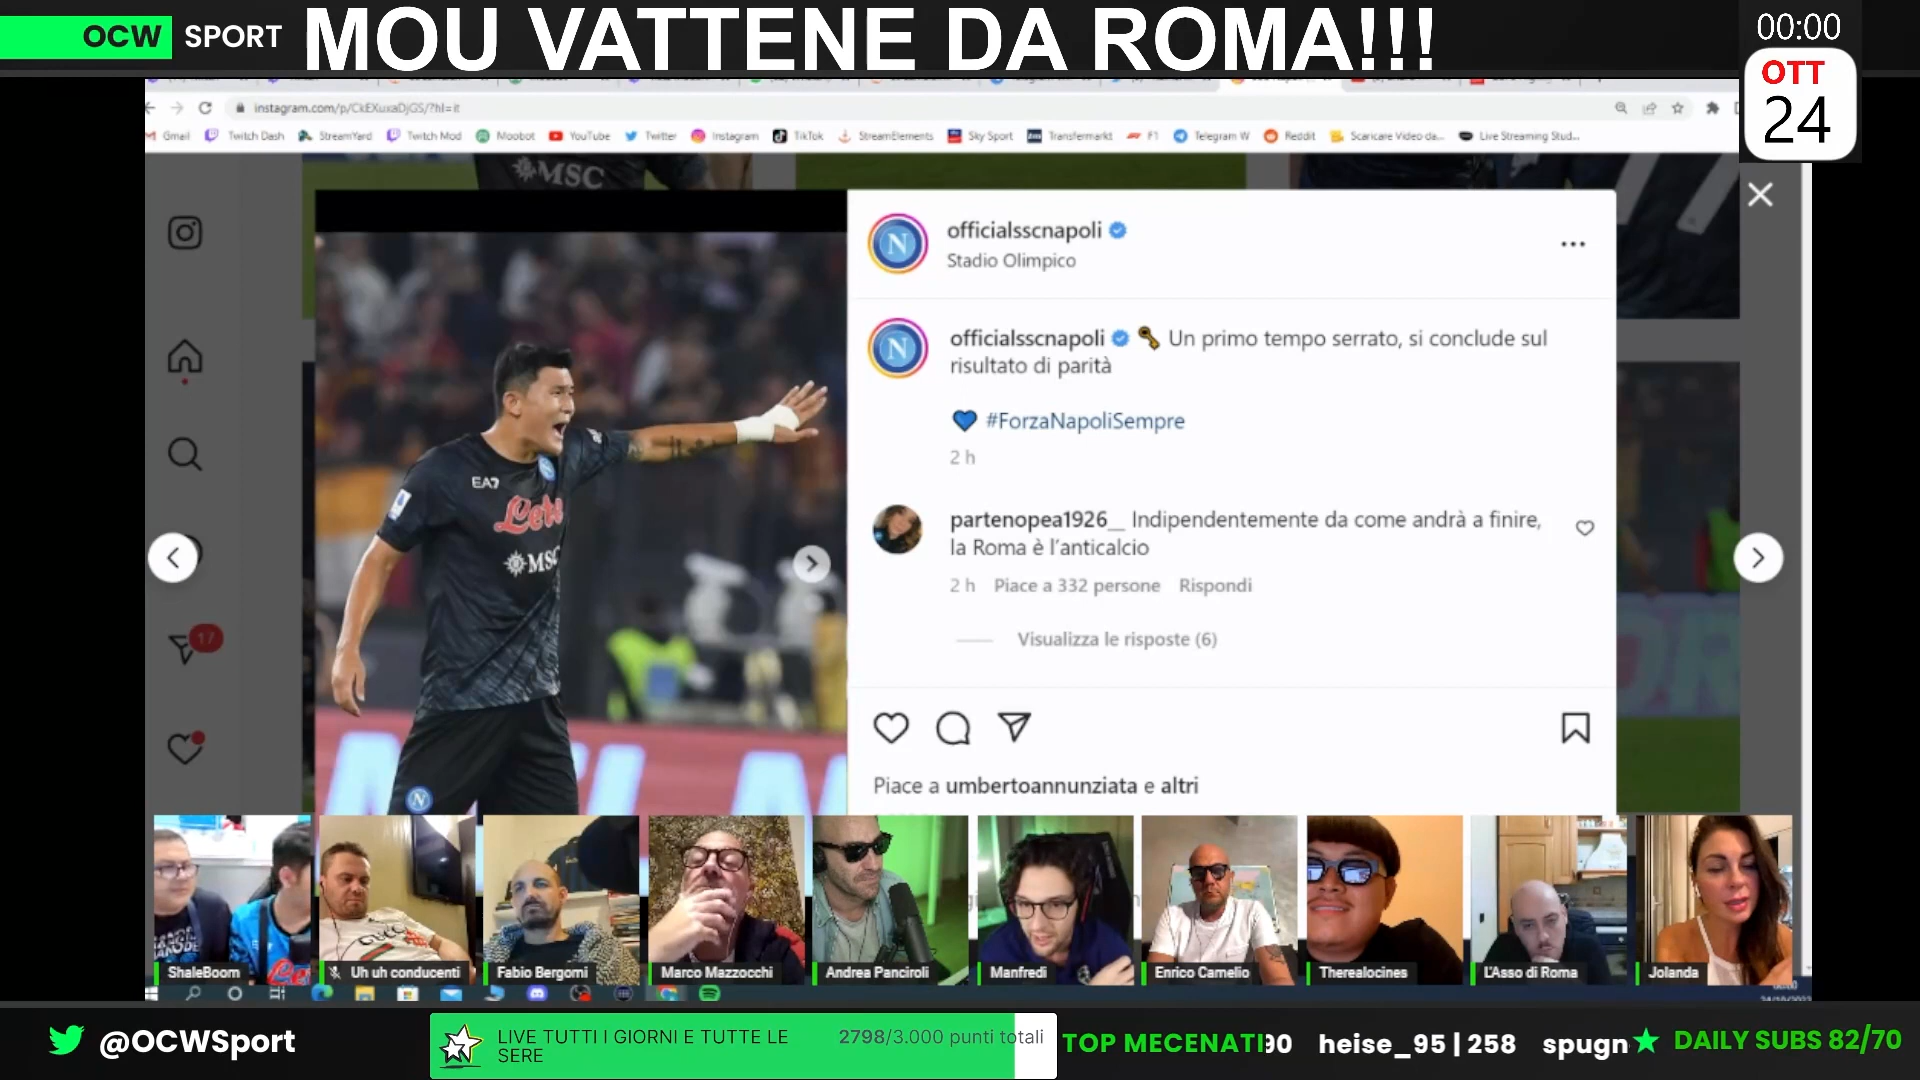 OCW SPORT
MOU VATTENE DA ROMA!!!
00:00
OTT
24
instagram.com/p/CkEXuxaDjGS/?hl=it
Gmail Twitch Dash StreamYard Twitch Mod Moobot YouTube Twitter Instagram TikTok StreamElements Sky Sport Transfermarkt F1 Telegram W Reddit Scaricare Video da... Live Streaming Stud...
MSC
officialsscnapoli
Stadio Olimpico
officialsscnapoli 🗝 Un primo tempo serrato, si conclude sul
risultato di parità
💙 #ForzaNapoliSempre
2 h
partenopea1926__ Indipendentemente da come andrà a finire,
la Roma è l'anticalcio
2 h Piace a 332 persone Rispondi
Visualizza le risposte (6)
Piace a umbertoannunziata e altri
17
EA7
Lete
MSC
N
ShaleBoom
Uh uh conducenti
Fabio Bergomi
Marco Mazzocchi
Andrea Panciroli
Manfredi
Enrico Camelio
Therealocines
L'Asso di Roma
Jolanda
@OCWSport
LIVE TUTTI I GIORNI E TUTTE LE
SERE
2798/3.000 punti totali
TOP MECENATI
90 heise_95 | 258 spugn
DAILY SUBS 82/70